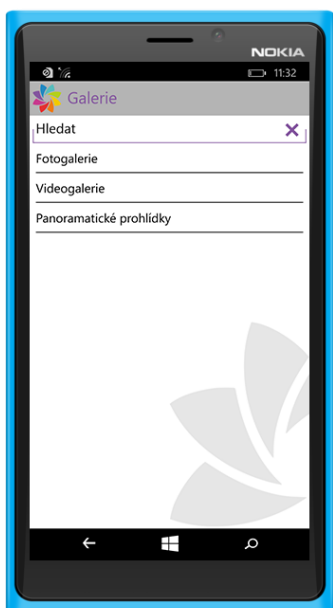 NOKIA
11:32
Galerie
Hledat
Fotogalerie
Videogalerie
Panoramatické prohlídky